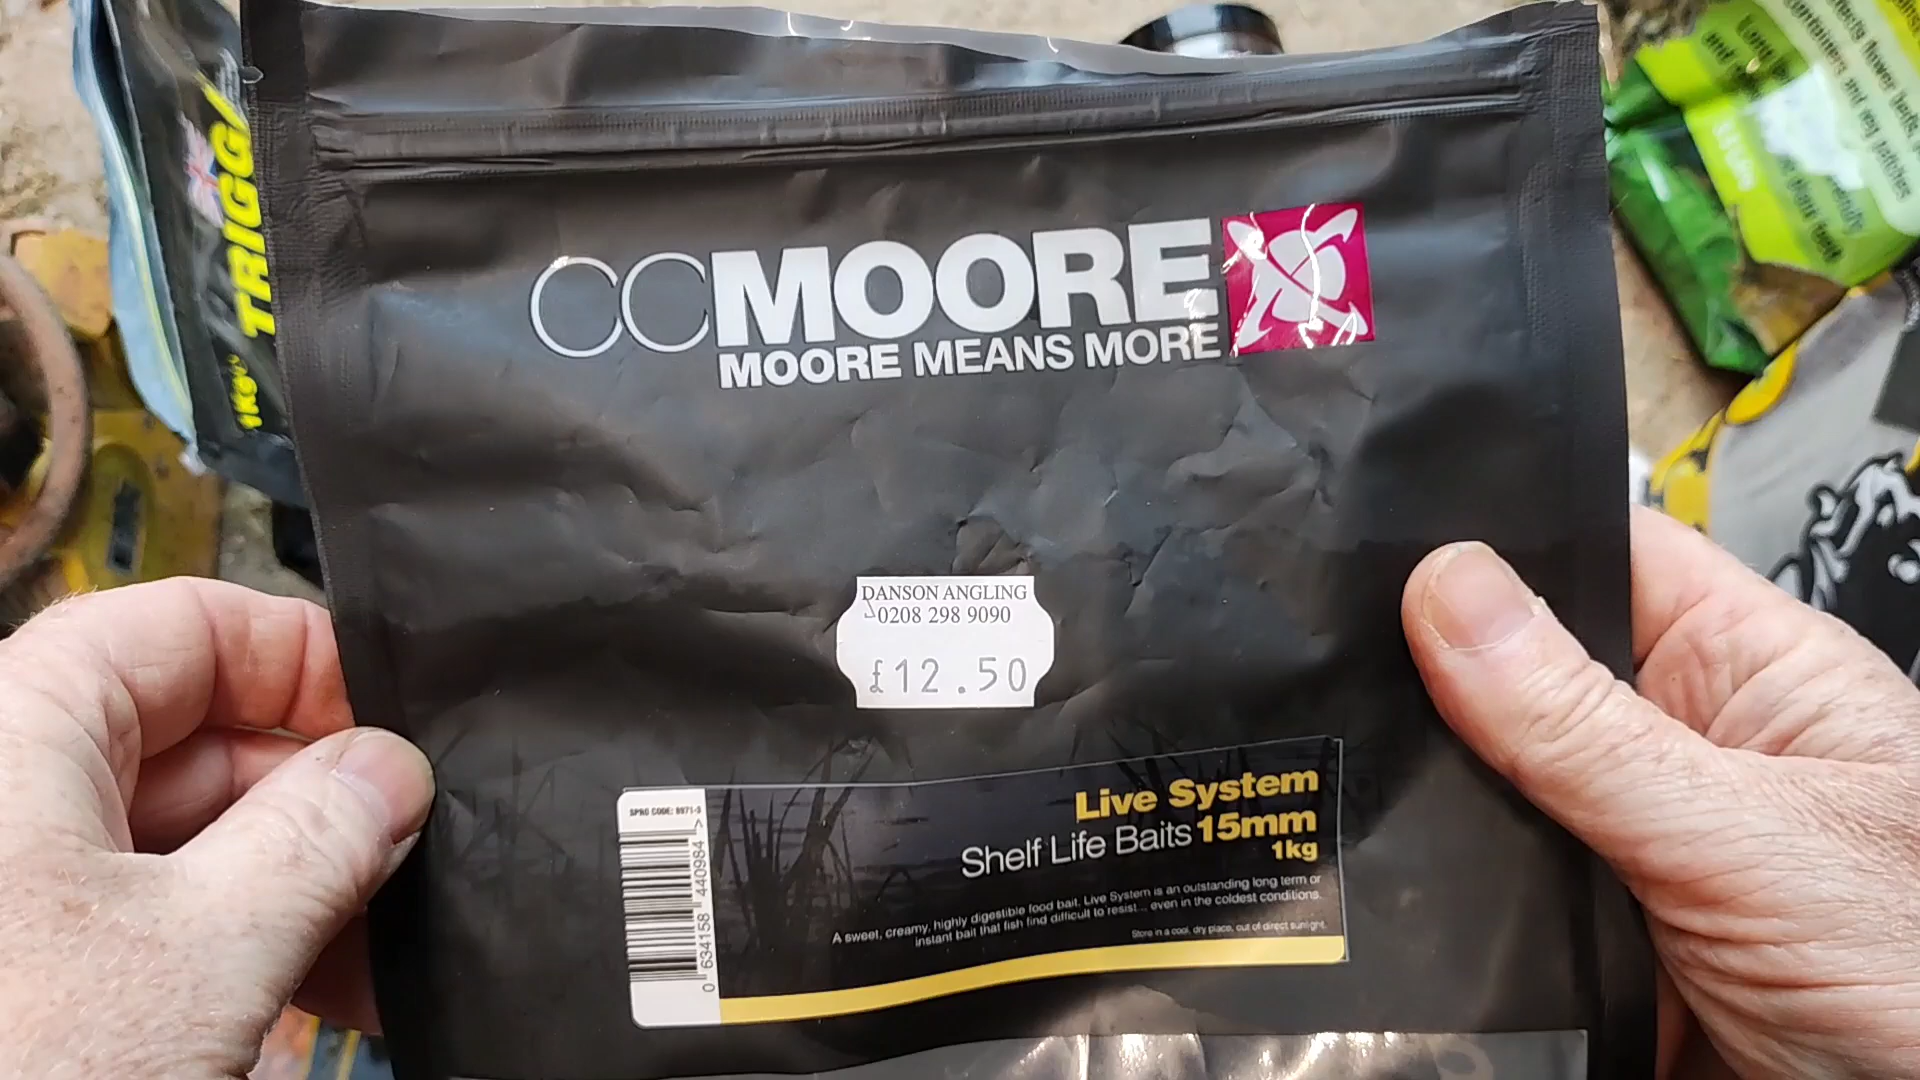 CCMOORE
MOORE MEANS MORE
DANSON ANGLING
0208 298 9090
£12.50
Live System
Shelf Life Baits 15mm
1kg
A sweet, creamy, highly digestible food bait. Live System is an outstanding long term or
instant bait that fish find difficult to resist... even in the coldest conditions.
Store in a cool, dry place, out of direct sunlight.
SPRG CODE: 8971-3
0 634158 440984 >
TRIGGA
1KG